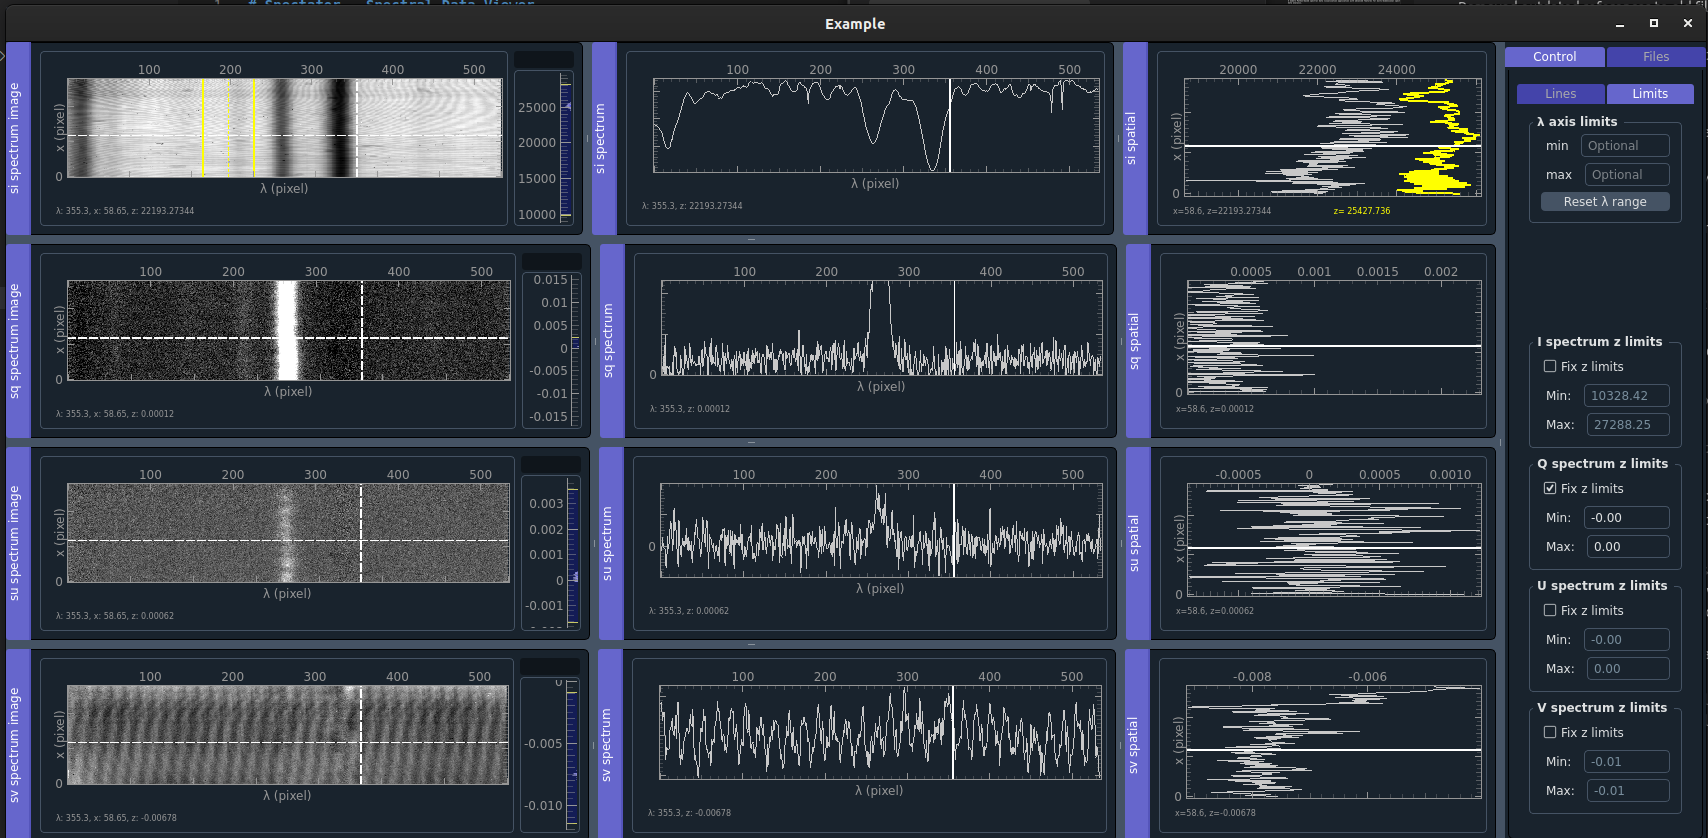 # Spectator - Spectral Data Viewer
Example
si spectrum image
100 200 300 400 500
x (pixel)
0
λ (pixel)
λ: 355.3, x: 58.65, z: 22193.27344
25000
20000
15000
10000
si spectrum
100 200 300 400 500
λ (pixel)
λ: 355.3, z: 22193.27344
si spatial
20000 22000 24000
x (pixel)
0
x=58.6, z=22193.27344
z= 25427.736
sq spectrum image
100 200 300 400 500
x (pixel)
0
λ (pixel)
λ: 355.3, x: 58.65, z: 0.00012
0.015
0.01
0.005
0
-0.005
-0.01
-0.015
sq spectrum
100 200 300 400 500
0
λ (pixel)
λ: 355.3, z: 0.00012
sq spatial
0.0005 0.001 0.0015 0.002
x (pixel)
0
x=58.6, z=0.00012
su spectrum image
100 200 300 400 500
x (pixel)
0
λ (pixel)
λ: 355.3, x: 58.65, z: 0.00062
0.003
0.002
0.001
0
-0.001
su spectrum
100 200 300 400 500
0
λ (pixel)
λ: 355.3, z: 0.00062
su spatial
-0.0005 0 0.0005 0.0010
x (pixel)
0
x=58.6, z=0.00062
sv spectrum image
100 200 300 400 500
x (pixel)
0
λ (pixel)
λ: 355.3, x: 58.65, z: -0.00678
0
-0.005
-0.010
sv spectrum
100 200 300 400 500
λ (pixel)
λ: 355.3, z: -0.00678
sv spatial
-0.008 -0.006
x (pixel)
0
x=58.6, z=-0.00678
Control Files
Lines Limits
λ axis limits
min Optional
max Optional
Reset λ range
I spectrum z limits
Fix z limits
Min: 10328.42
Max: 27288.25
Q spectrum z limits
Fix z limits
Min: -0.00
Max: 0.00
U spectrum z limits
Fix z limits
Min: -0.00
Max: 0.00
V spectrum z limits
Fix z limits
Min: -0.01
Max: -0.01